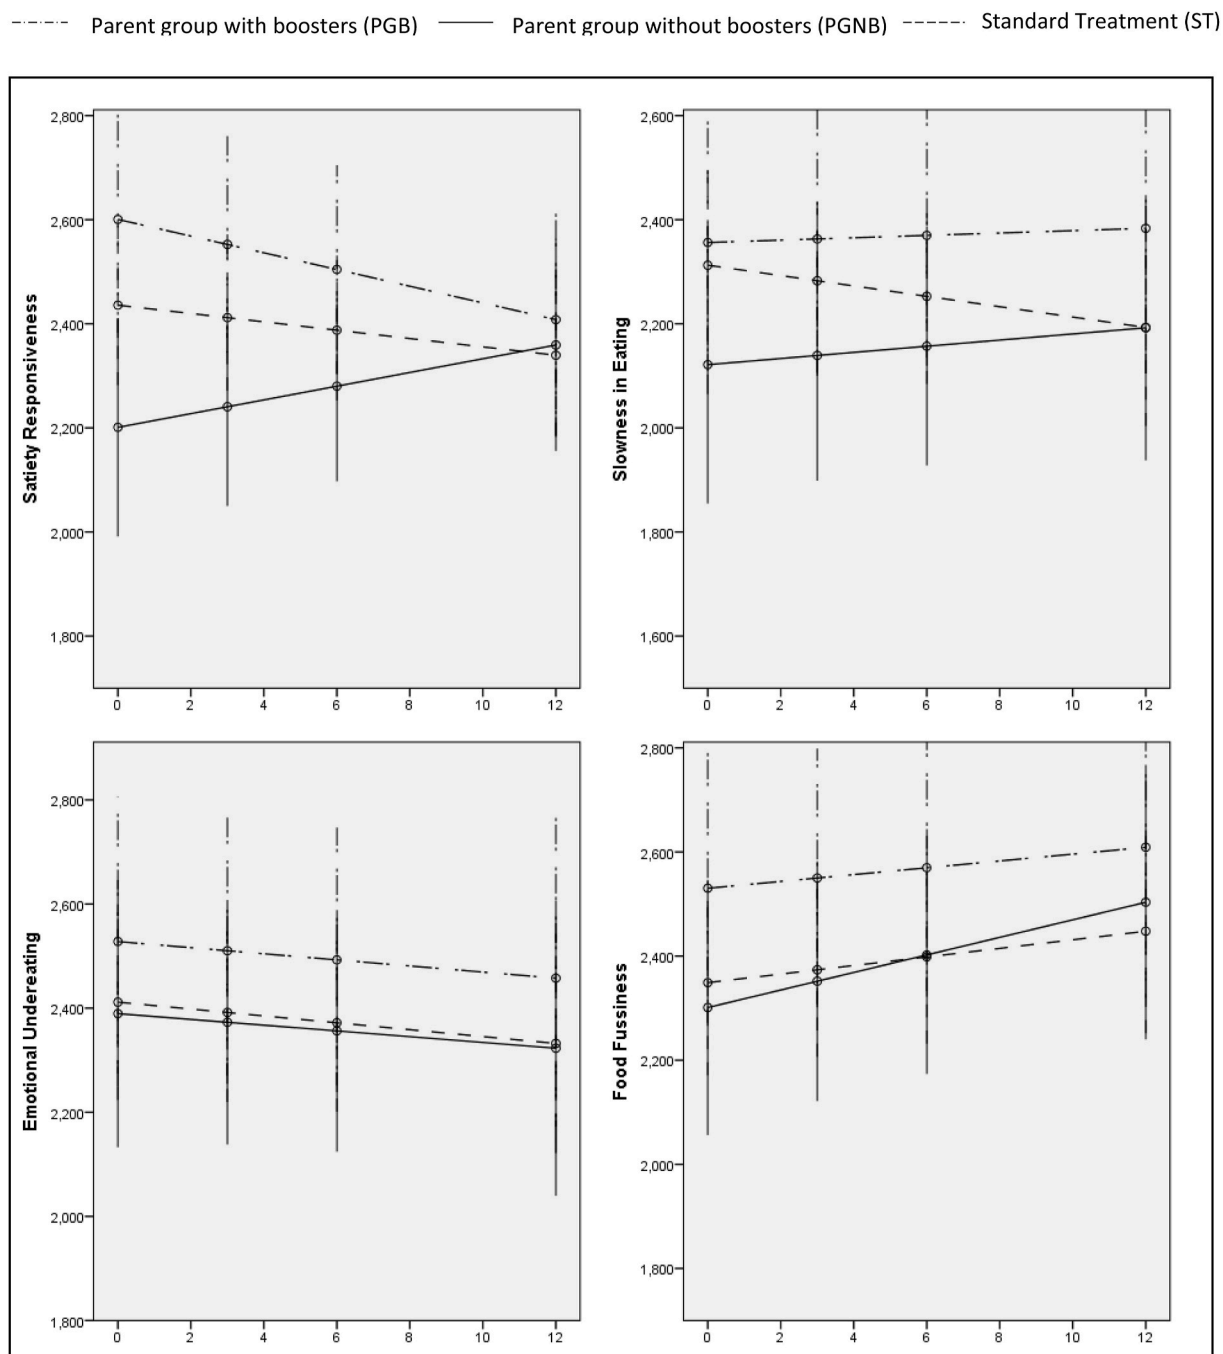 Parent group with boosters (PGB) Parent group without boosters (PGNB) Standard Treatment (ST)
Satiety Responsiveness
2,800
2,600
2,400
2,200
2,000
1,800
0 2 4 6 8 10 12
Slowness in Eating
2,600
2,400
2,200
2,000
1,800
1,600
0 2 4 6 8 10 12
Emotional Undereating
2,800
2,600
2,400
2,200
2,000
1,800
0 2 4 6 8 10 12
Food Fussiness
2,800
2,600
2,400
2,200
2,000
1,800
0 2 4 6 8 10 12